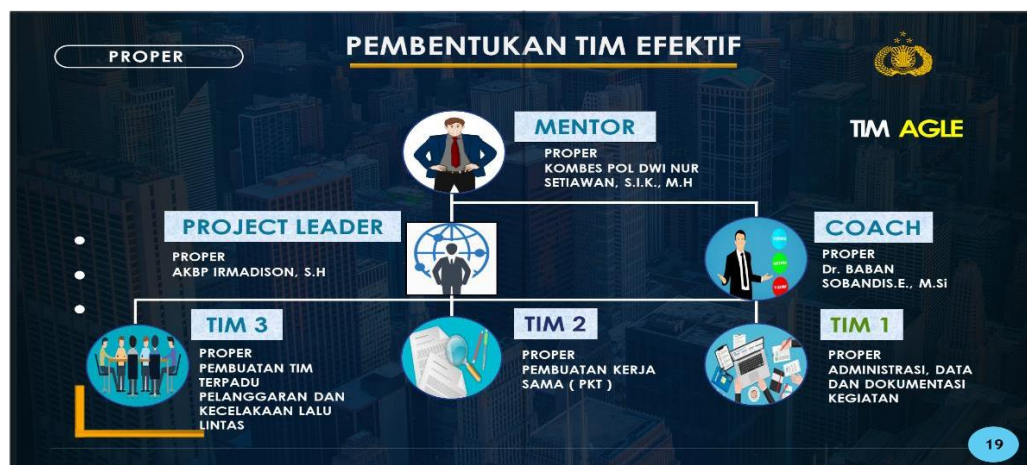 PROPER
PEMBENTUKAN TIM EFEKTIF
TIM AGLE
MENTOR
PROPER
KOMBES POL DWI NUR
SETIAWAN, S.I.K., M.H
PROJECT LEADER
PROPER
AKBP IRMADISON, S.H
COACH
PROPER
Dr. BABAN
SOBANDIS.E., M.Si
TIM 3
PROPER
PEMBUATAN TIM
TERPADU
PELANGGARAN DAN
KECELAKAAN LALU
LINTAS
TIM 2
PROPER
PEMBUATAN KERJA
SAMA ( PKT )
TIM 1
PROPER
ADMINISTRASI, DATA
DAN DOKUMENTASI
KEGIATAN
19